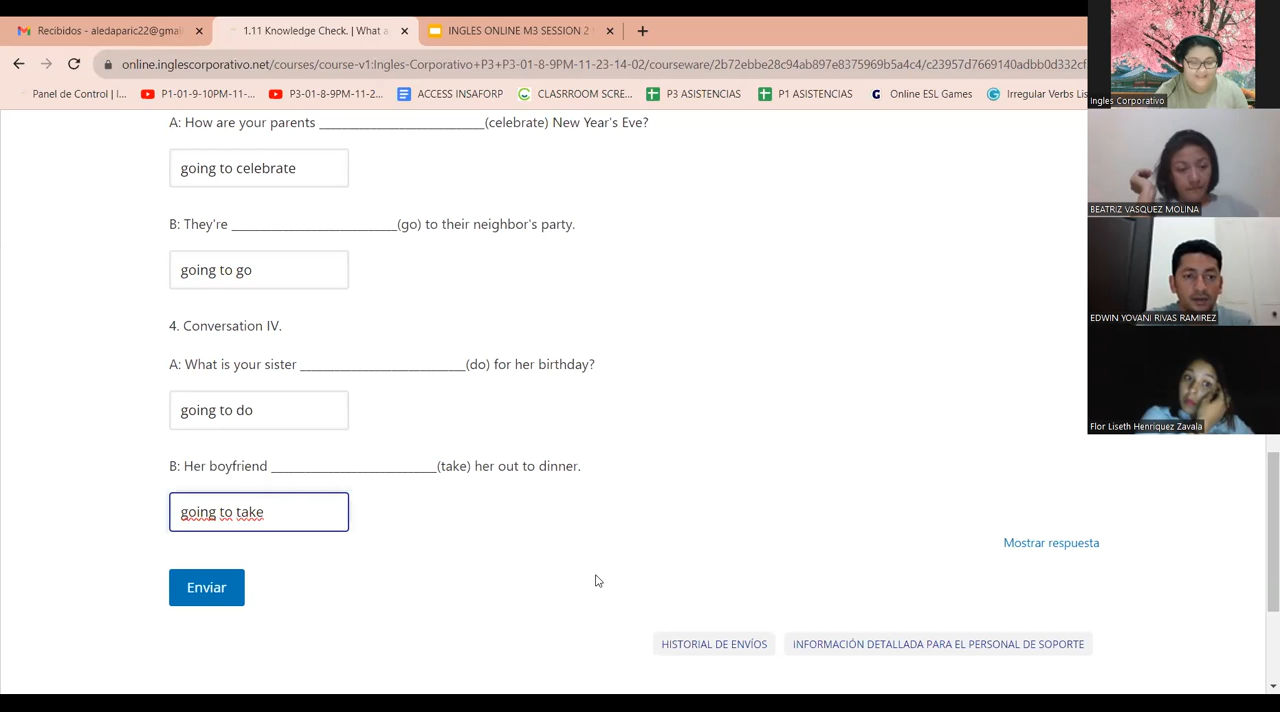 Recibidos - aledaparic22@gmai
1.11 Knowledge Check. | What a
INGLES ONLINE M3 SESSION 2
online.inglescorporativo.net/courses/course-v1:Ingles-Corporativo+P3+P3-01-8-9PM-11-23-14-02/courseware/2b72ebbe28c94ab897e8375969b5a4c4/c23957d7669140adbb0d332cf
Panel de Control | I...
P1-01-9-10PM-11-...
P3-01-8-9PM-11-2...
ACCESS INSAFORP
CLASRROOM SCRE...
P3 ASISTENCIAS
P1 ASISTENCIAS
Online ESL Games
Irregular Verbs Lis
A: How are your parents ________________________(celebrate) New Year's Eve?
going to celebrate
B: They're ________________________(go) to their neighbor's party.
going to go
4. Conversation IV.
A: What is your sister ________________________(do) for her birthday?
going to do
B: Her boyfriend ________________________(take) her out to dinner.
going to take
Mostrar respuesta
Enviar
HISTORIAL DE ENVÍOS
INFORMACIÓN DETALLADA PARA EL PERSONAL DE SOPORTE
Ingles Corporativo
BEATRIZ VASQUEZ MOLINA
EDWIN YOVANI RIVAS RAMIREZ
Flor Liseth Henriquez Zavala